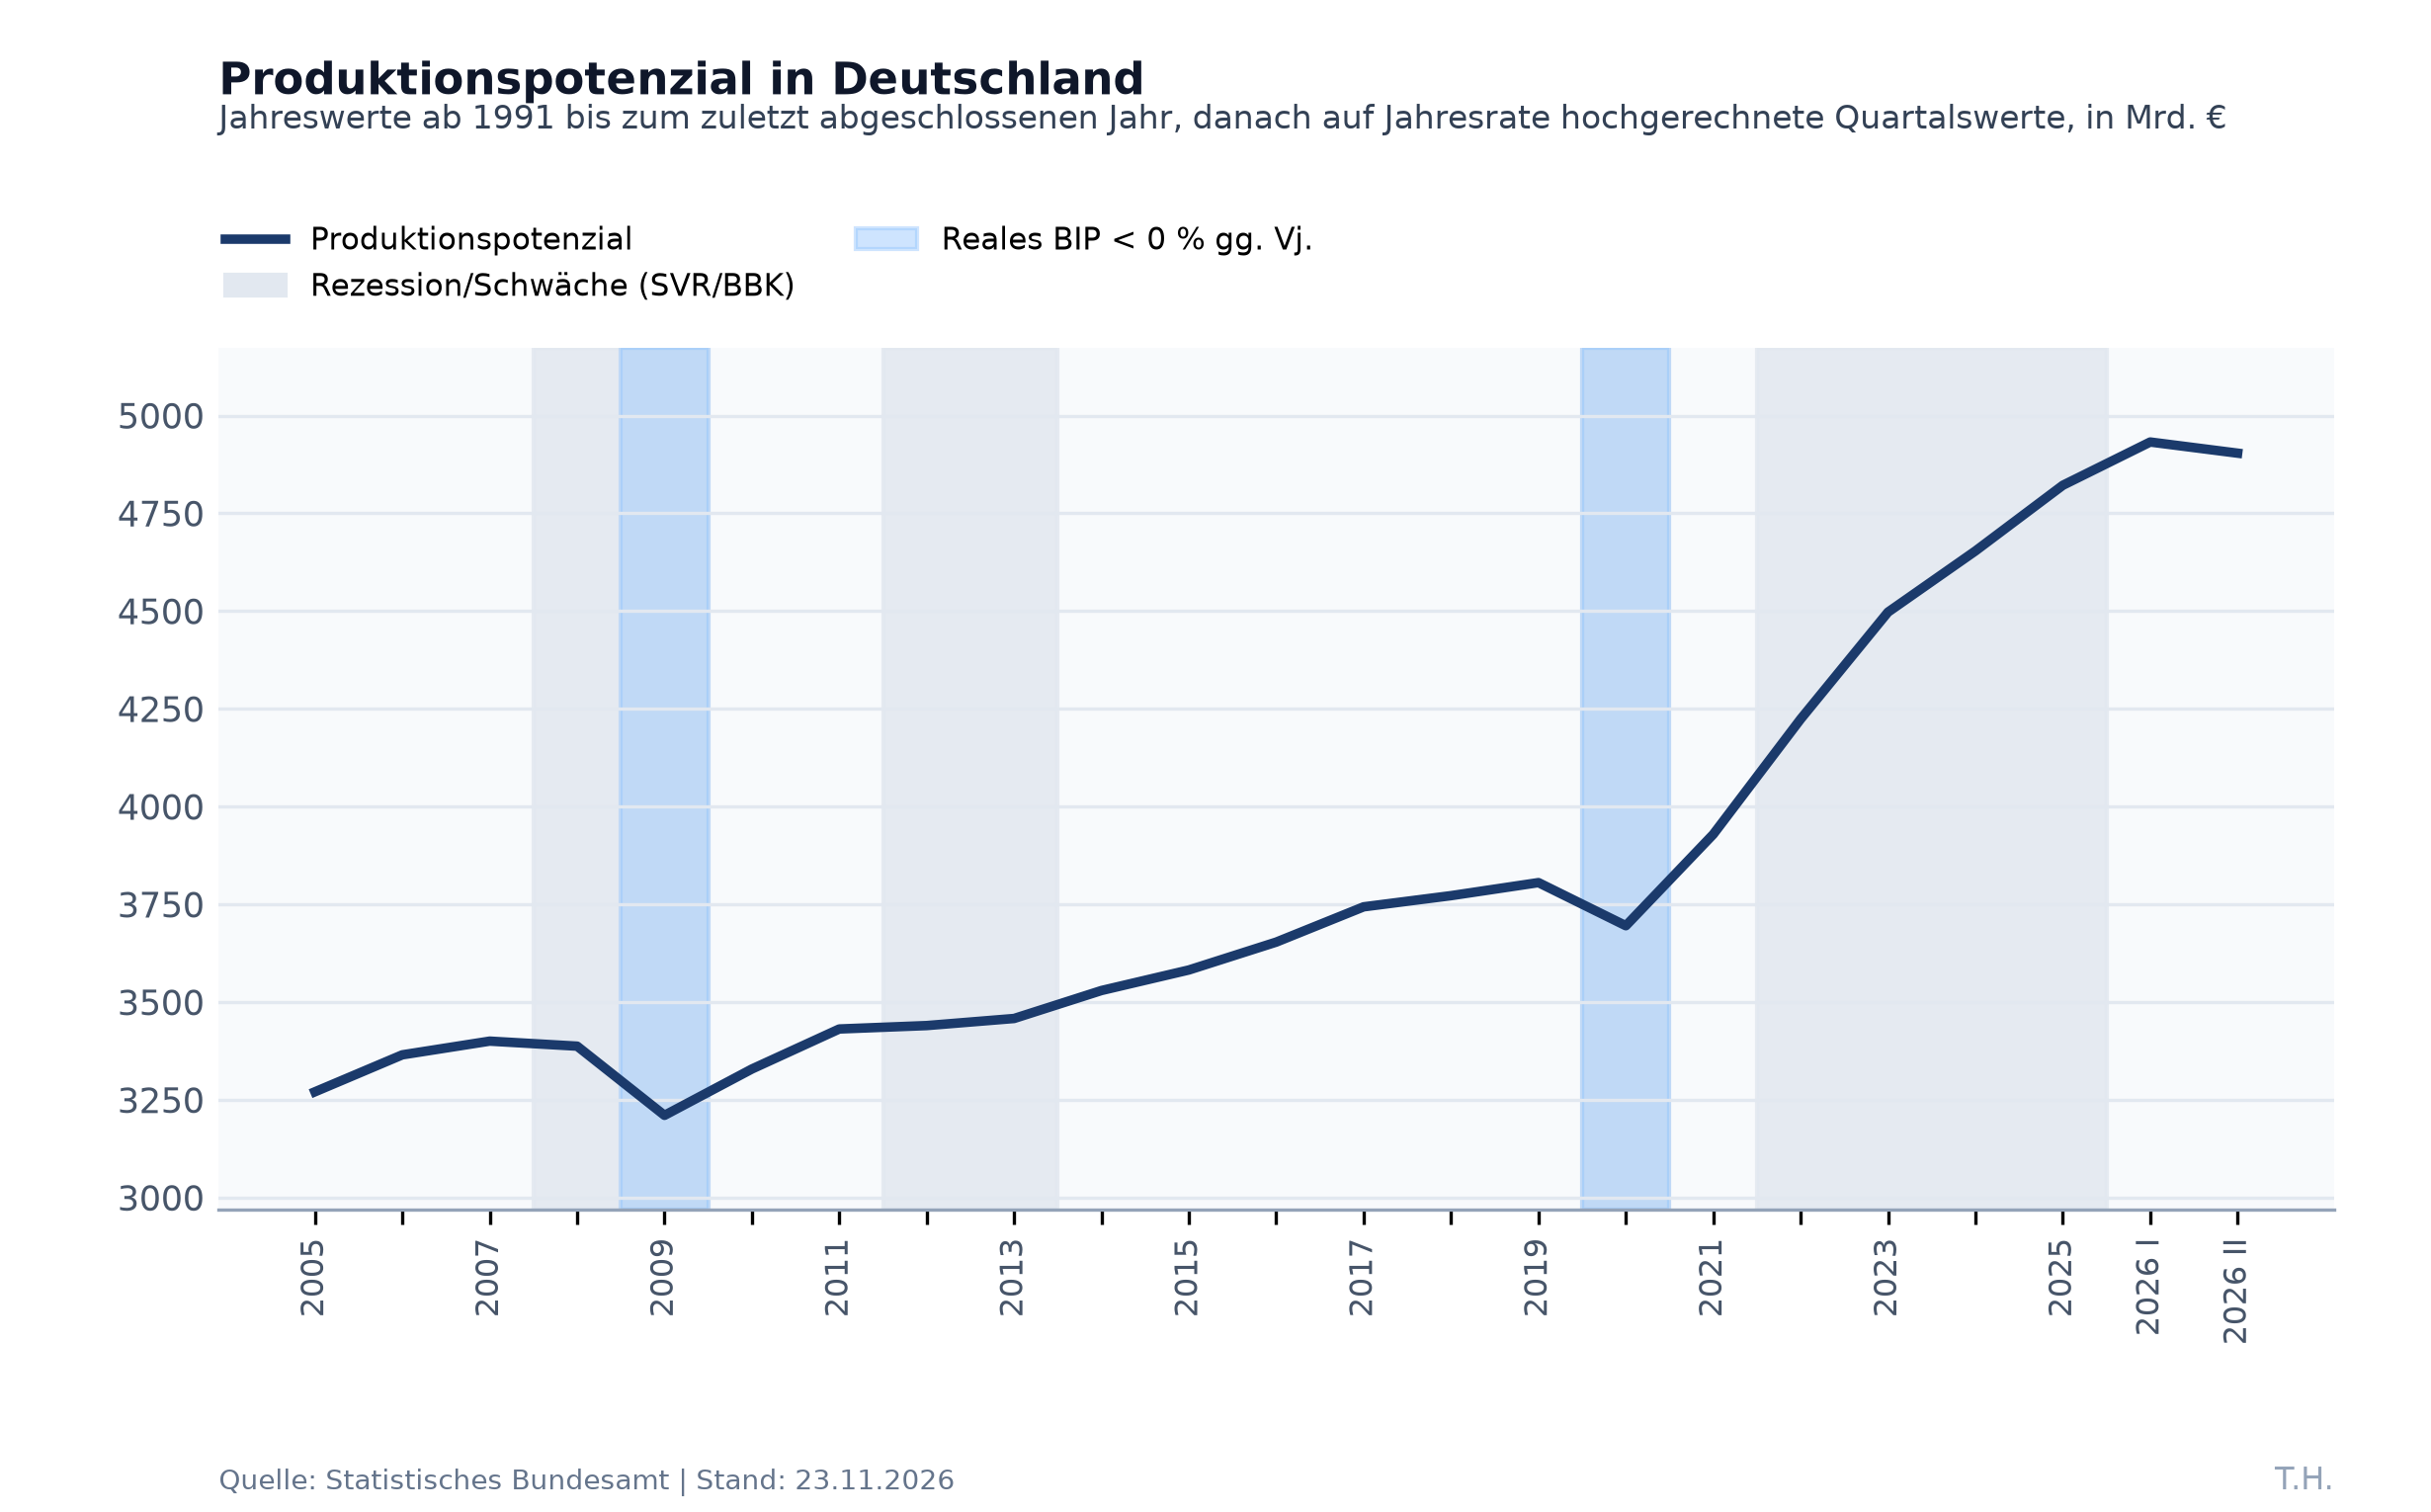 Produktionspotenzial in Deutschland
Jahreswerte ab 1991 bis zum zuletzt abgeschlossenen Jahr, danach auf Jahresrate hochgerechnete Quartalswerte, in Mrd. €
Produktionspotenzial
Reales BIP < 0 % gg. Vj.
Rezession/Schwäche (SVR/BBK)
5000
4750
4500
4250
4000
3750
3500
3250
3000
2005
2007
2009
2011
2013
2015
2017
2019
2021
2023
2025
2026 I
2026 II
Quelle: Statistisches Bundesamt | Stand: 23.11.2026
T.H.